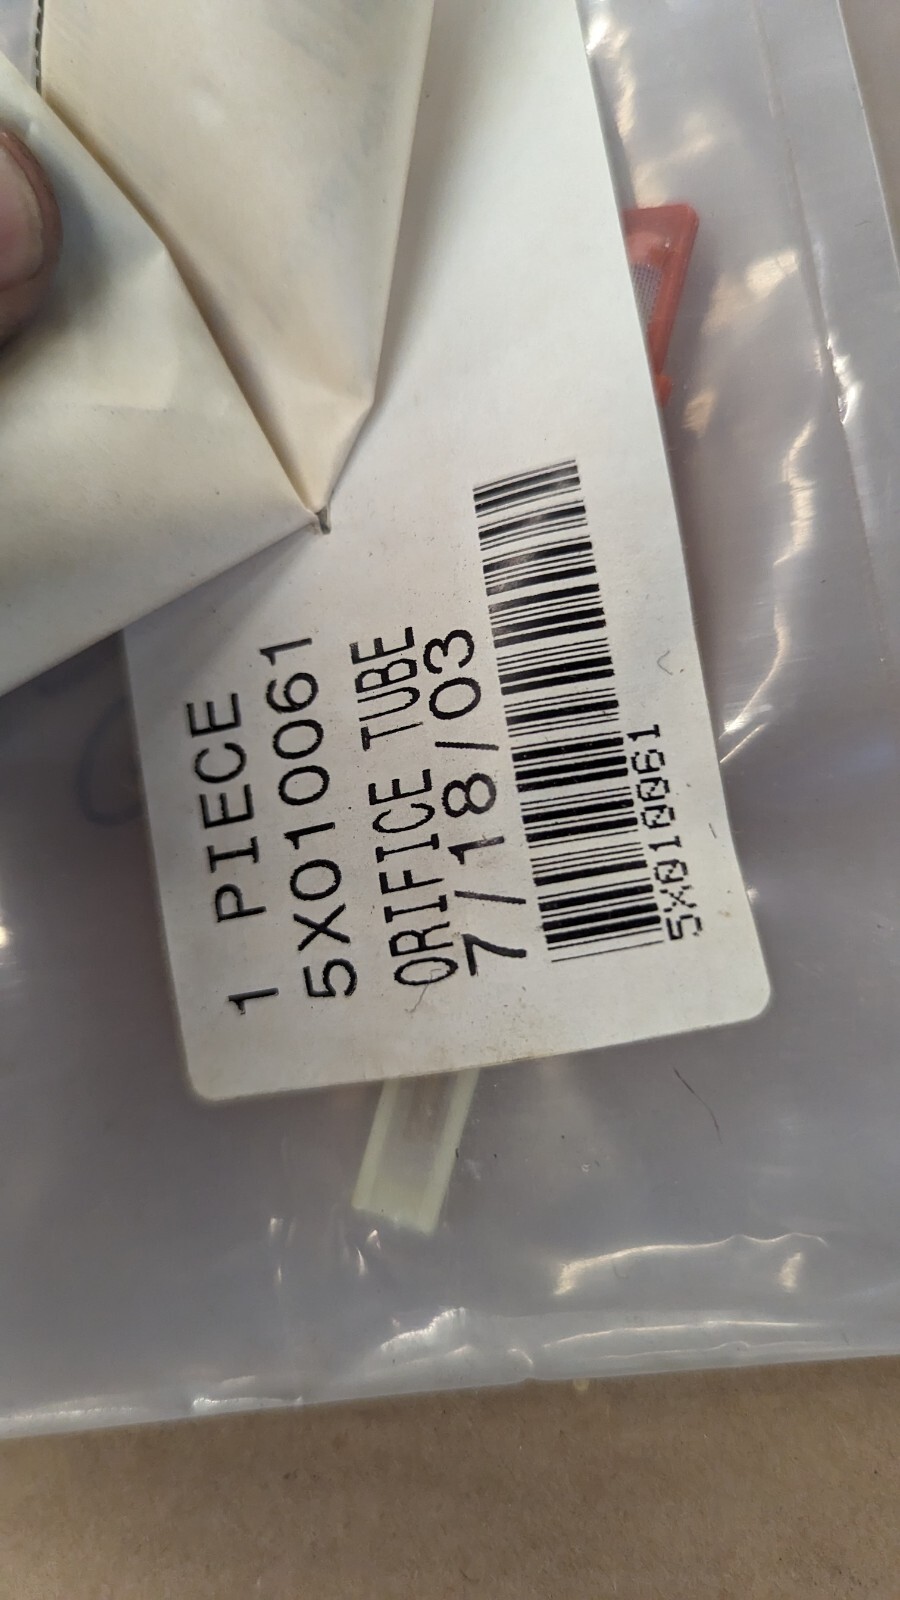 1 PIECE
5X010061
ORIFICE TUBE
7/18/03
5X010061